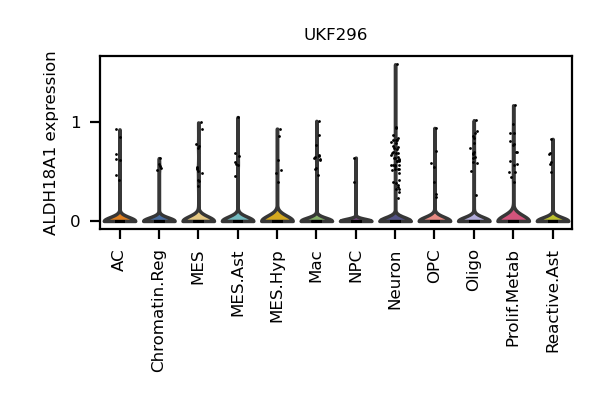 UKF296
ALDH18A1 expression
1
0
AC
Chromatin.Reg
MES
MES.Ast
MES.Hyp
Mac
NPC
Neuron
OPC
Oligo
Prolif.Metab
Reactive.Ast